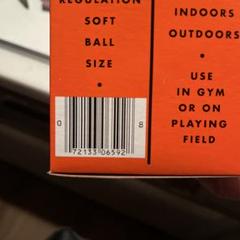 REGULATION
SOFT
BALL
SIZE
•
0 72133 06592 8
INDOORS
OUTDOORS
•
USE
IN GYM
OR ON
PLAYING
FIELD